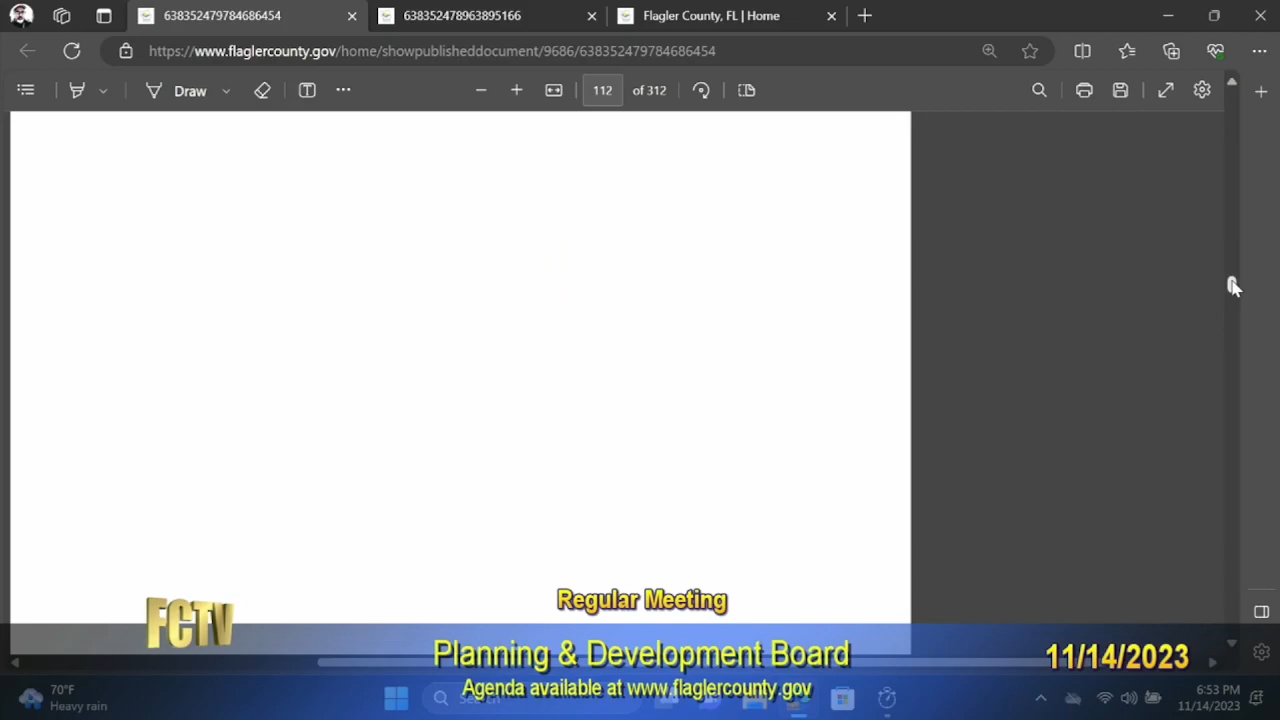 638352479784686454
638352478963895166
Flagler County, FL | Home
https://www.flaglercounty.gov/home/showpublisheddocument/9686/638352479784686454
Draw
112 of 312
Regular Meeting
FCTV
Planning & Development Board
11/14/2023
Agenda available at www.flaglercounty.gov
70°F
Heavy rain
Search
6:53 PM
11/14/2023